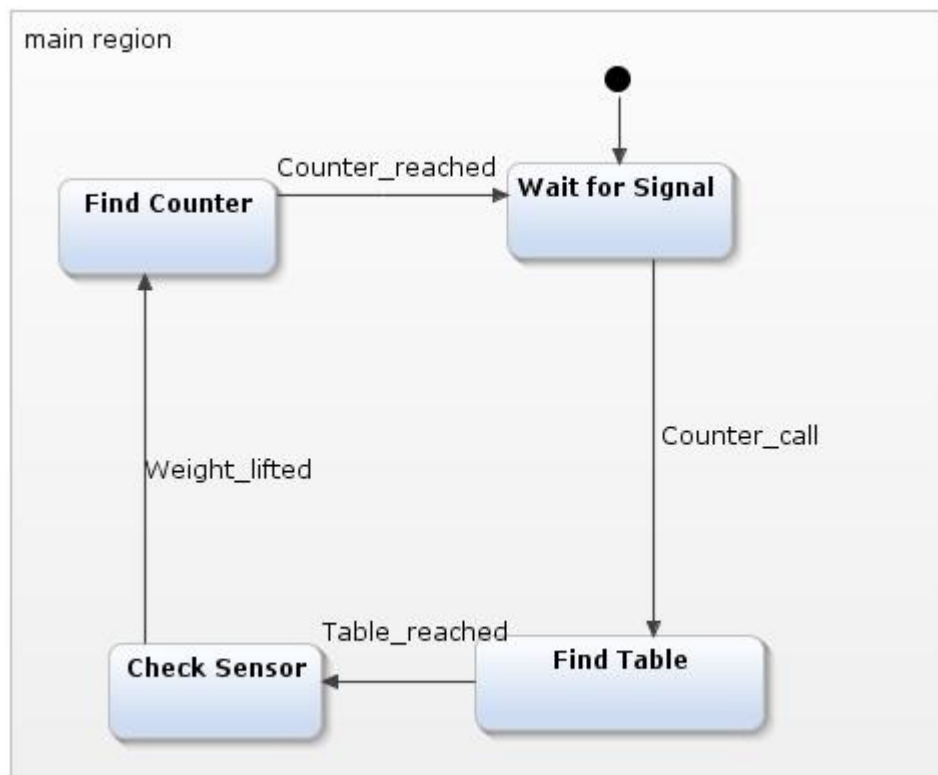 main region
Counter_reached
Find Counter
Wait for Signal
Counter_call
Weight_lifted
Table_reached
Check Sensor
Find Table